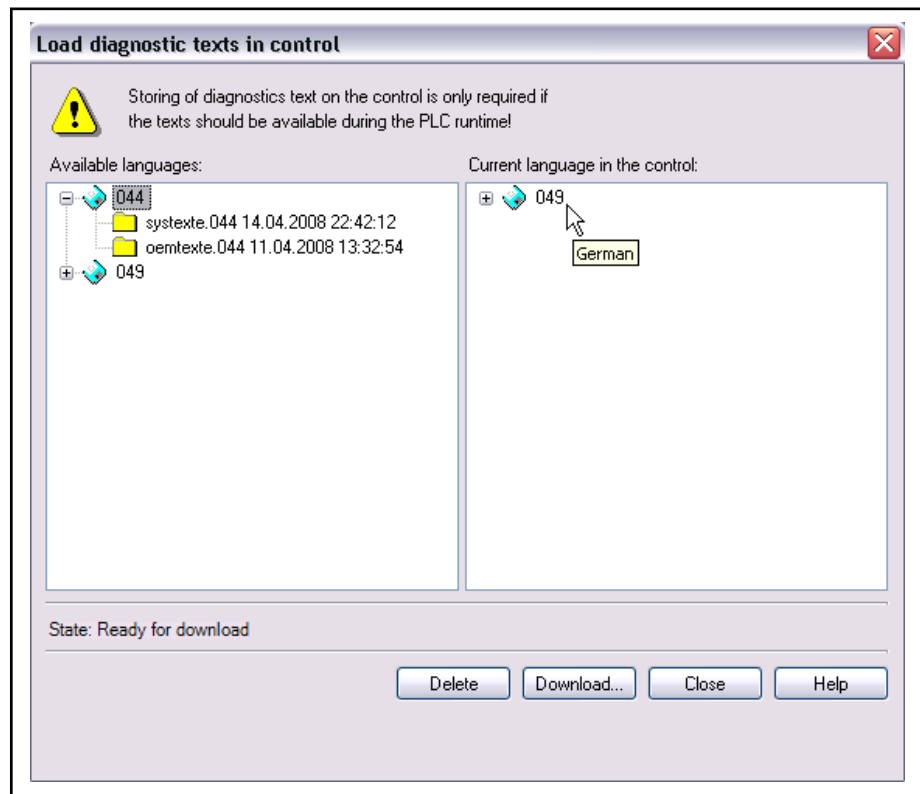 Load diagnostic texts in control
Storing of diagnostics text on the control is only required if
the texts should be available during the PLC runtime!
Available languages:
044
systexte.044 14.04.2008 22:42:12
oemtexte.044 11.04.2008 13:32:54
049
Current language in the control:
049
German
State: Ready for download
Delete
Download...
Close
Help